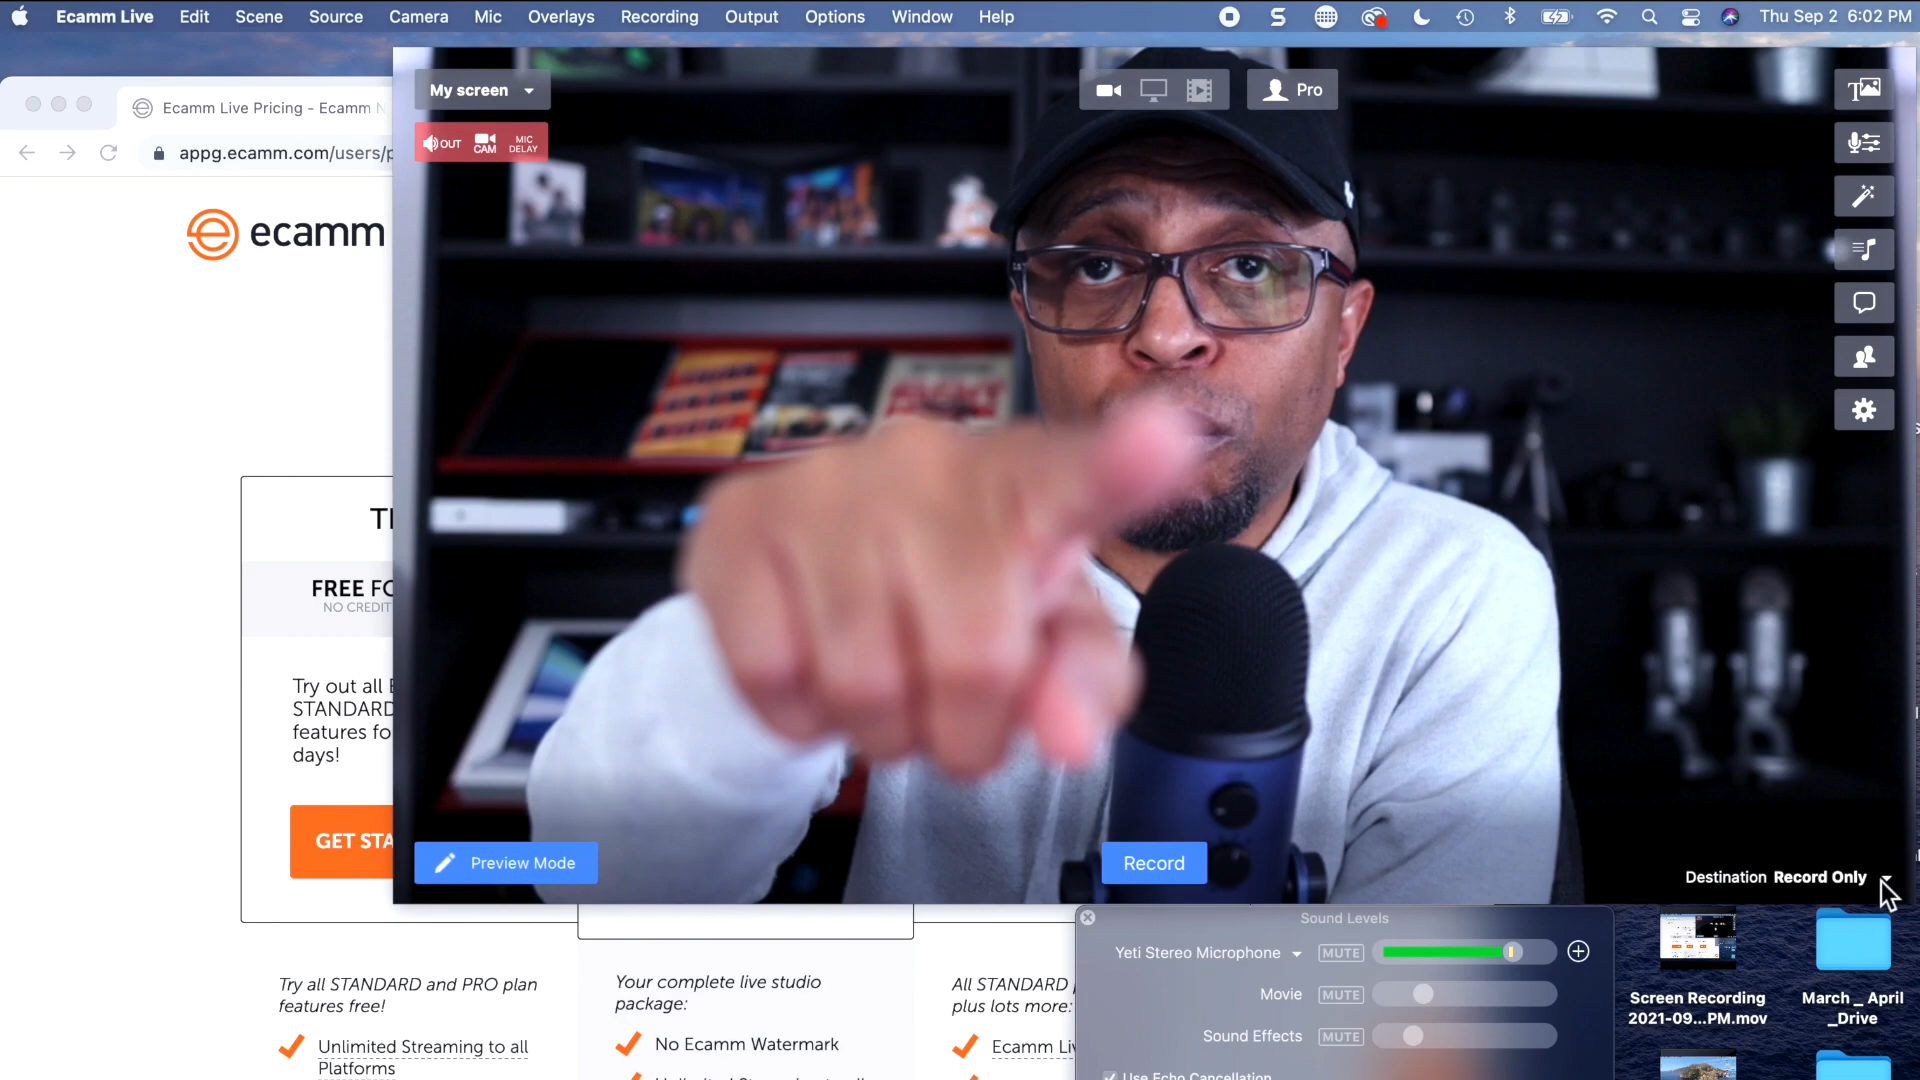 Ecamm Live Edit Scene Source Camera Mic Overlays Recording Output Options Window Help Thu Sep 2 6:02 PM
My screen
Pro
OUT CAM MIC DELAY
Ecamm Live Pricing - Ecamm N
appg.ecamm.com/users/p
ecamm
FREE FO
NO CREDIT
Try out all
STANDARD
features fo
days!
GET STA
Preview Mode
Record
Destination Record Only
Sound Levels
Yeti Stereo Microphone MUTE
Movie MUTE
Sound Effects MUTE
Use Echo Cancellation
Try all STANDARD and PRO plan
features free!
Unlimited Streaming to all
Platforms
Your complete live studio
package:
No Ecamm Watermark
All STANDARD
plus lots more:
Ecamm Liv
Screen Recording
2021-09...PM.mov
March _ April
_Drive